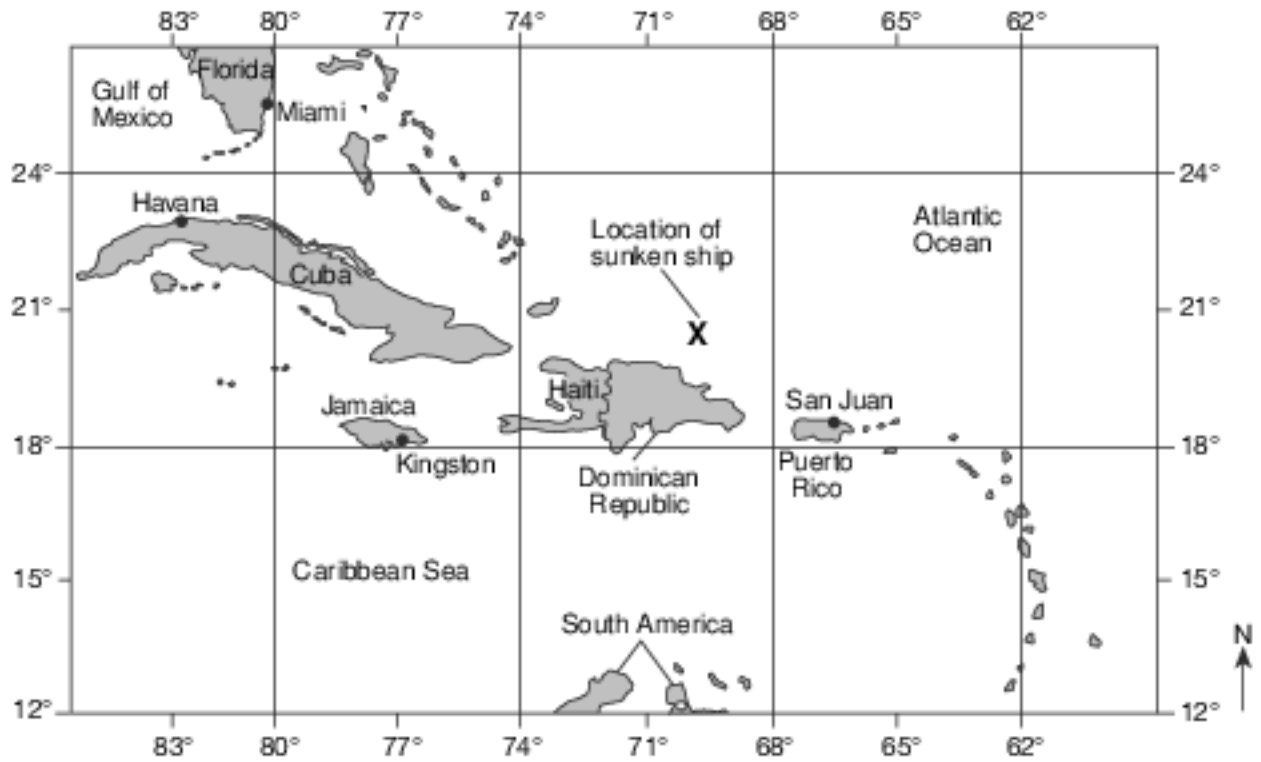 83° 80° 77° 74° 71° 68° 65° 62°
Florida
Gulf of
Mexico
Miami
24° 24°
Havana
Location of
sunken ship
Atlantic
Ocean
Cuba
21° 21°
X
Haiti
Jamaica
San Juan
18° 18°
Kingston
Dominican
Republic
Puerto
Rico
Caribbean Sea
15° 15°
South America
N
12° 12°
83° 80° 77° 74° 71° 68° 65° 62°